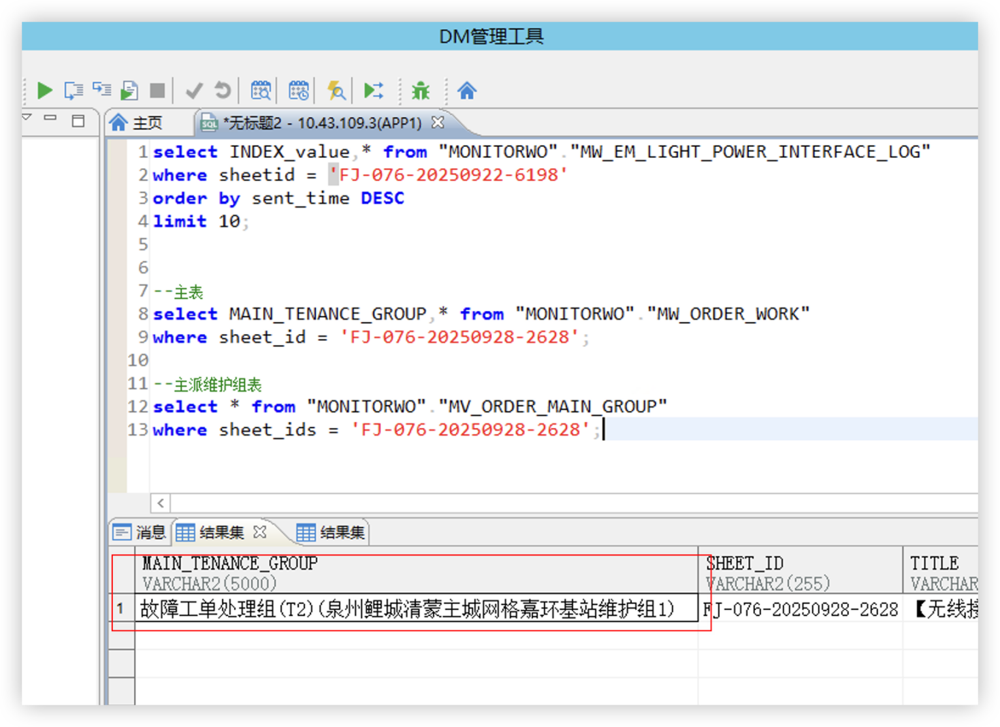 DM管理工具
主页
*无标题2 - 10.43.109.3(APP1)
1 select INDEX_value,* from "MONITORWO"."MW_EM_LIGHT_POWER_INTERFACE_LOG"
2 where sheetid = 'FJ-076-20250922-6198'
3 order by sent_time DESC
4 limit 10;
5
6
7 --主表
8 select MAIN_TENANCE_GROUP,* from "MONITORWO"."MW_ORDER_WORK"
9 where sheet_id = 'FJ-076-20250928-2628';
10
11 --主派维护组表
12 select * from "MONITORWO"."MV_ORDER_MAIN_GROUP"
13 where sheet_ids = 'FJ-076-20250928-2628';
消息 结果集 结果集
MAIN_TENANCE_GROUP SHEET_ID TITLE
VARCHAR2(5000) VARCHAR2(255) VARCHAR
1 故障工单处理组(T2)(泉州鲤城清蒙主城网格嘉环基站维护组1) FJ-076-20250928-2628 【无线接